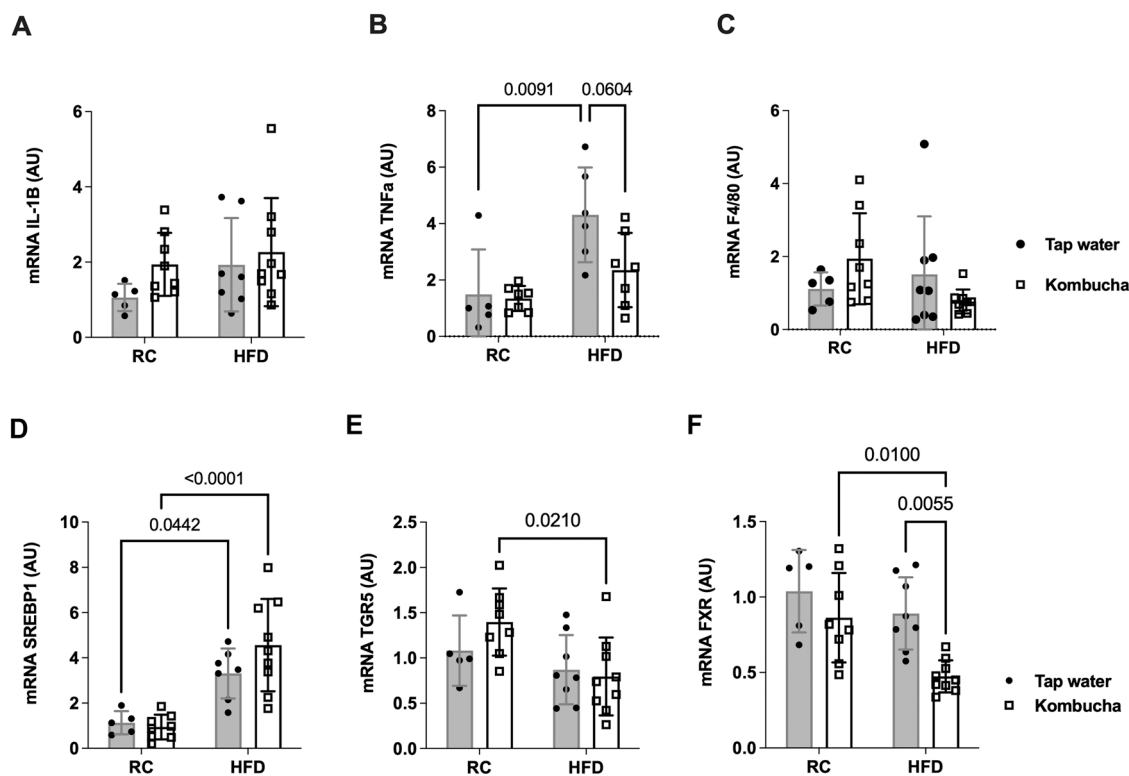 A
B
C
0.0091
0.0604
6
4
2
0
mRNA IL-1B (AU)
RC
HFD
8
6
4
2
0
mRNA TNFa (AU)
RC
HFD
6
4
2
0
mRNA F4/80 (AU)
RC
HFD
Tap water
Kombucha
D
E
F
<0.0001
0.0442
10
8
6
4
2
0
mRNA SREBP1 (AU)
RC
HFD
0.0210
2.5
2.0
1.5
1.0
0.5
0.0
mRNA TGR5 (AU)
RC
HFD
0.0100
0.0055
1.5
1.0
0.5
0.0
mRNA FXR (AU)
RC
HFD
Tap water
Kombucha